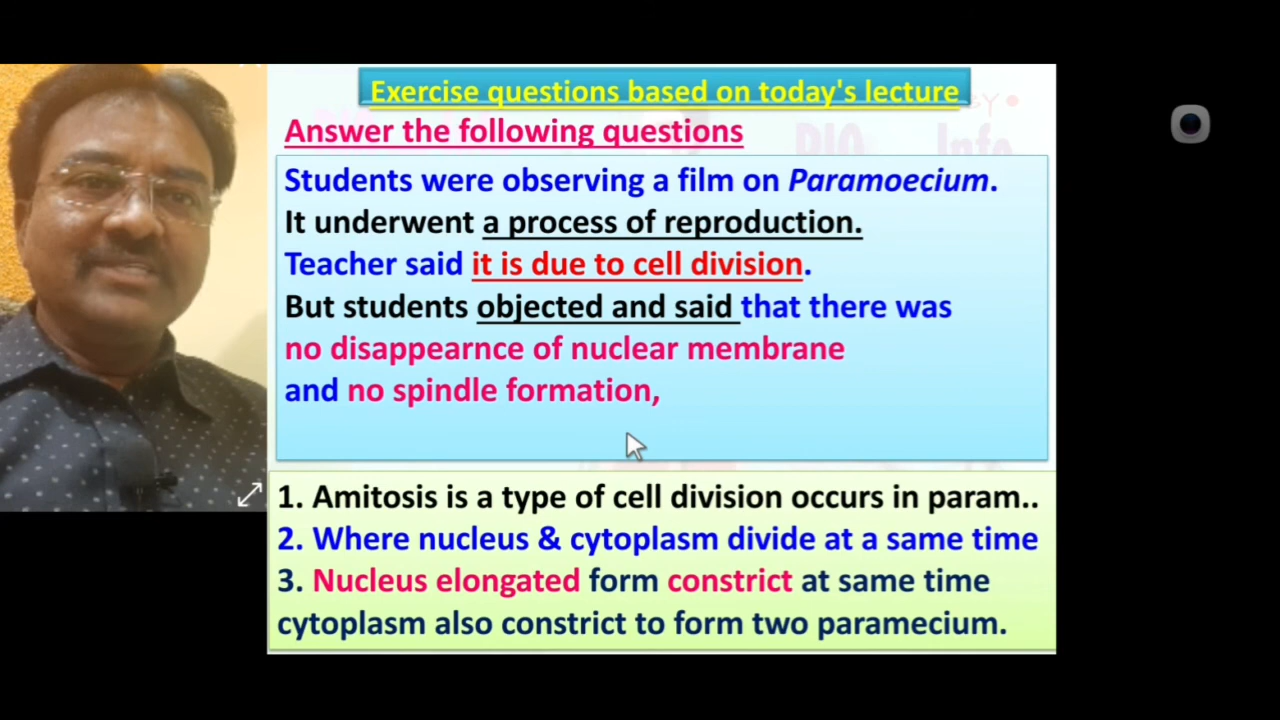 Exercise questions based on today's lecture
Answer the following questions
Students were observing a film on Paramoecium.
It underwent a process of reproduction.
Teacher said it is due to cell division.
But students objected and said that there was
no disappearnce of nuclear membrane
and no spindle formation,
1. Amitosis is a type of cell division occurs in param..
2. Where nucleus & cytoplasm divide at a same time
3. Nucleus elongated form constrict at same time
cytoplasm also constrict to form two paramecium.